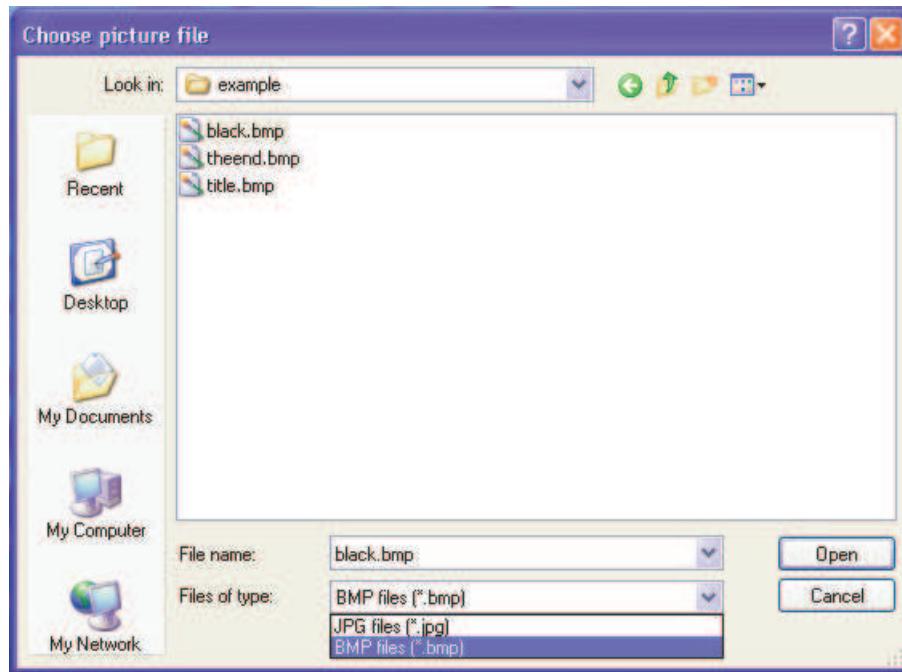 Choose picture file
Look in: example
black.bmp
theend.bmp
title.bmp
Recent
Desktop
My Documents
My Computer
My Network
File name: black.bmp Open
Files of type: BMP files (*.bmp) Cancel
JPG files (*.jpg)
BMP files (*.bmp)